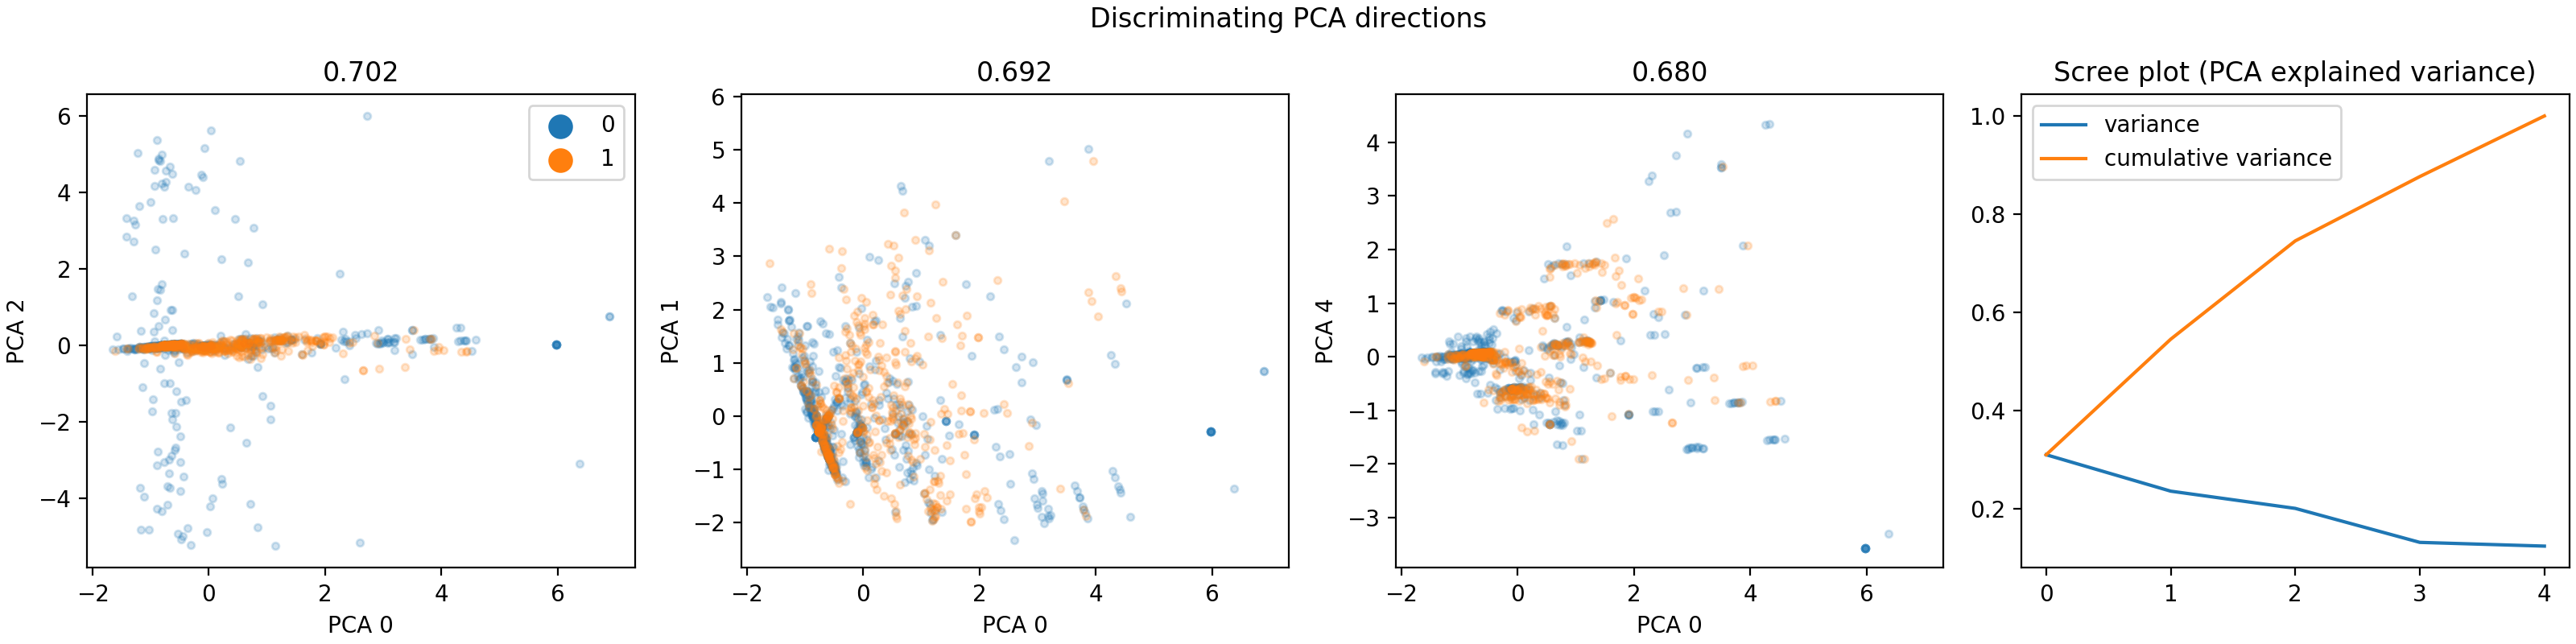 Discriminating PCA directions
0.702
6
4
2
0
−2
−4
PCA 2
−2 0 2 4 6
PCA 0
0
1
0.692
6
5
4
3
2
1
0
−1
−2
PCA 1
−2 0 2 4 6
PCA 0
0.680
4
3
2
1
0
−1
−2
−3
PCA 4
−2 0 2 4 6
PCA 0
Scree plot (PCA explained variance)
variance
cumulative variance
1.0
0.8
0.6
0.4
0.2
0 1 2 3 4